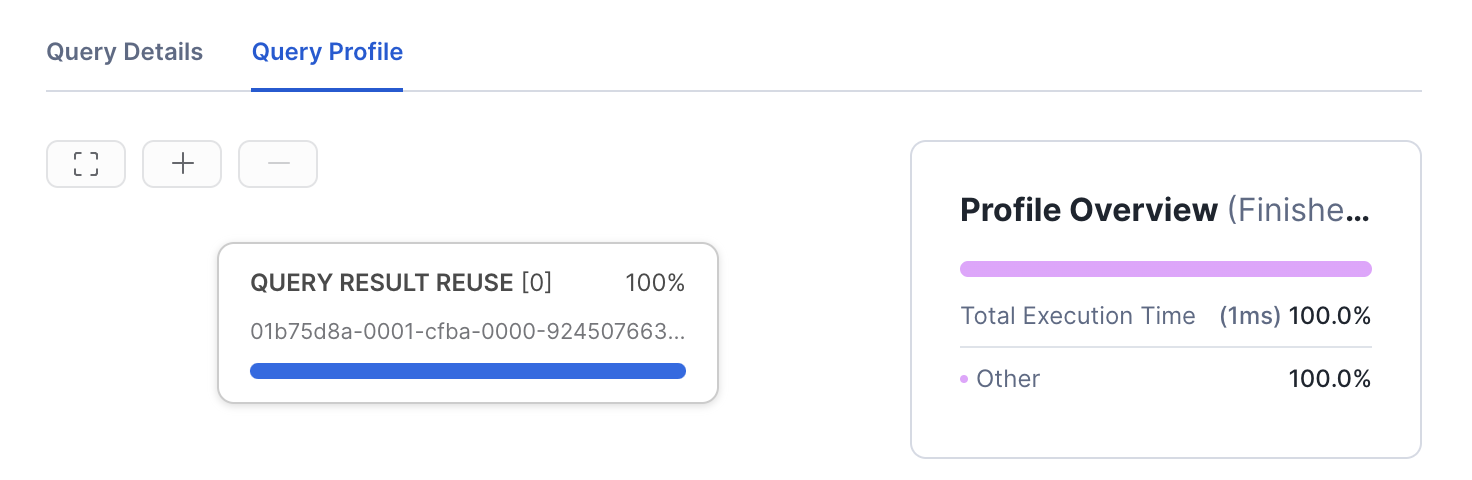 Query Details
Query Profile
QUERY RESULT REUSE [0] 100%
01b75d8a-0001-cfba-0000-924507663...
Profile Overview (Finishe...
Total Execution Time (1ms) 100.0%
Other 100.0%